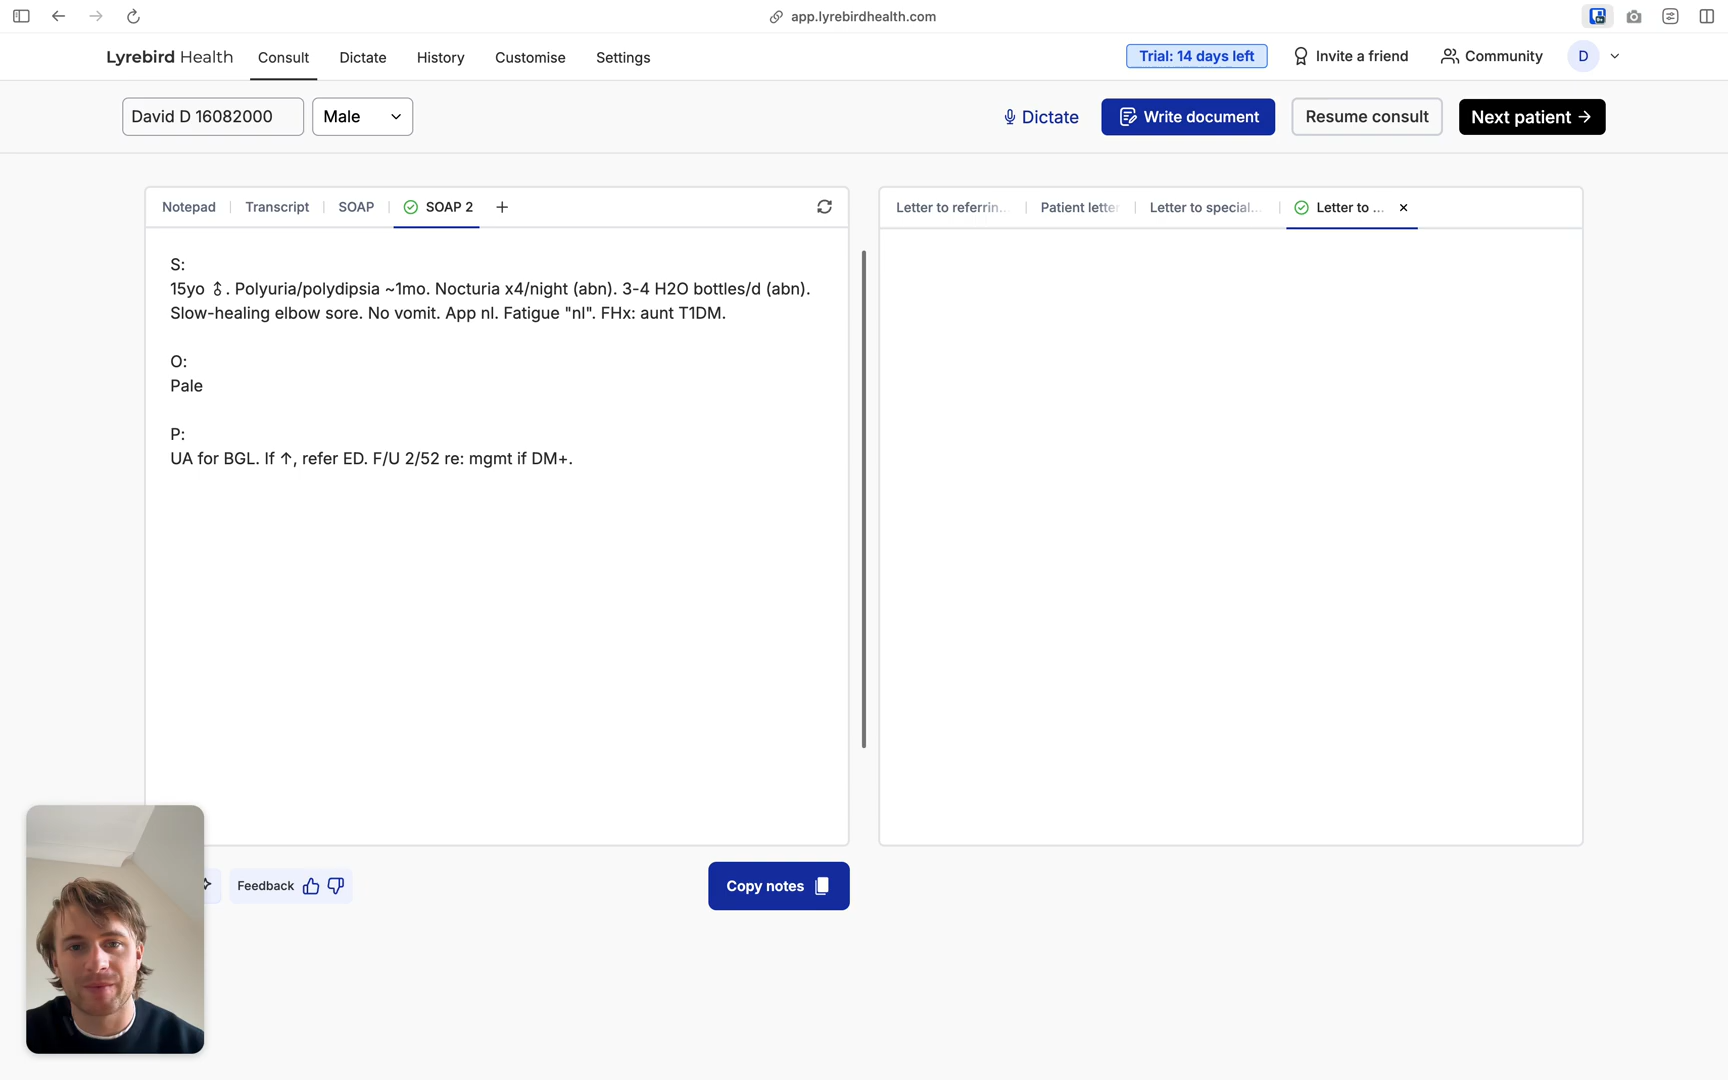 app.lyrebirdhealth.com
Lyrebird Health
Consult
Dictate
History
Customise
Settings
Trial: 14 days left
Invite a friend
Community
D
David D 16082000
Male
Dictate
Write document
Resume consult
Next patient →
Notepad
Transcript
SOAP
SOAP 2
Letter to referrin...
Patient letter
Letter to special...
Letter to ...
S:
15yo ⚨. Polyuria/polydipsia ~1mo. Nocturia x4/night (abn). 3-4 H2O bottles/d (abn).
Slow-healing elbow sore. No vomit. App nl. Fatigue "nl". FHx: aunt T1DM.
O:
Pale
P:
UA for BGL. If ↑, refer ED. F/U 2/52 re: mgmt if DM+.
Feedback
Copy notes